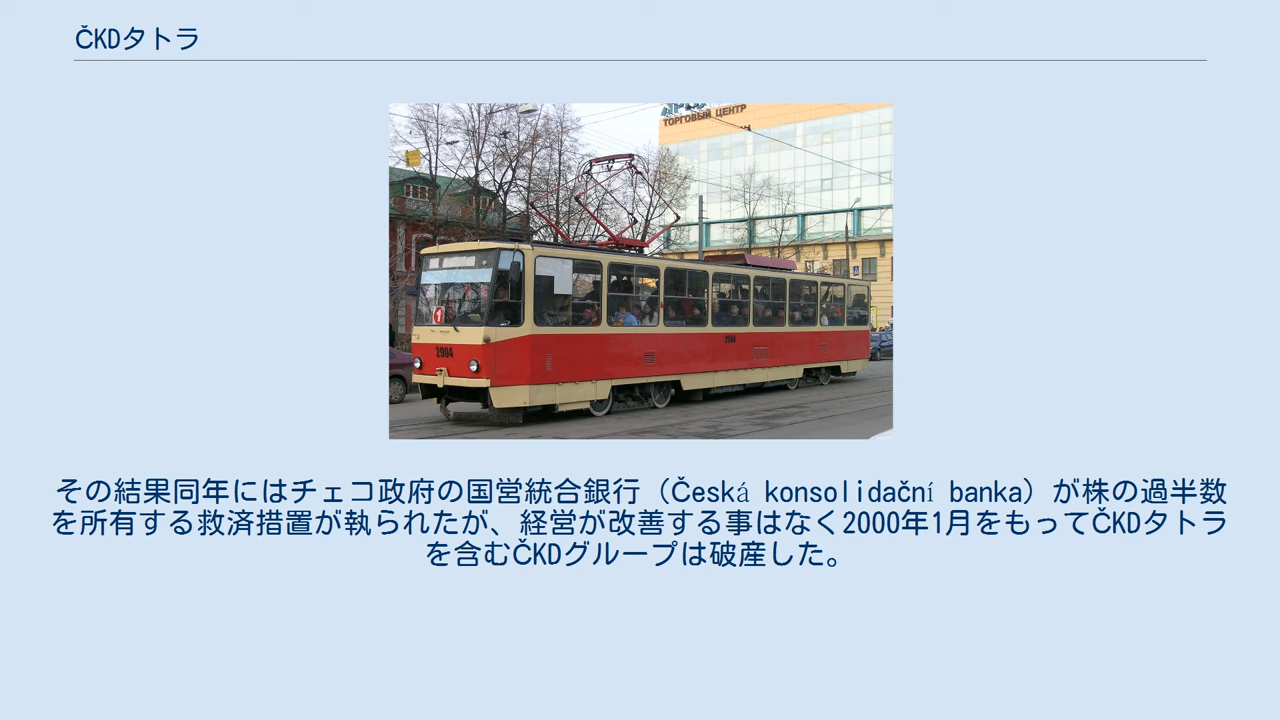 ČKDタトラ
ТОРГОВЫЙ ЦЕНТР
2904
2904
その結果同年にはチェコ政府の国営統合銀行（Česká konsolidační banka）が株の過半数
を所有する救済措置が執られたが、経営が改善する事はなく2000年1月をもってČKDタトラ
を含むČKDグループは破産した。